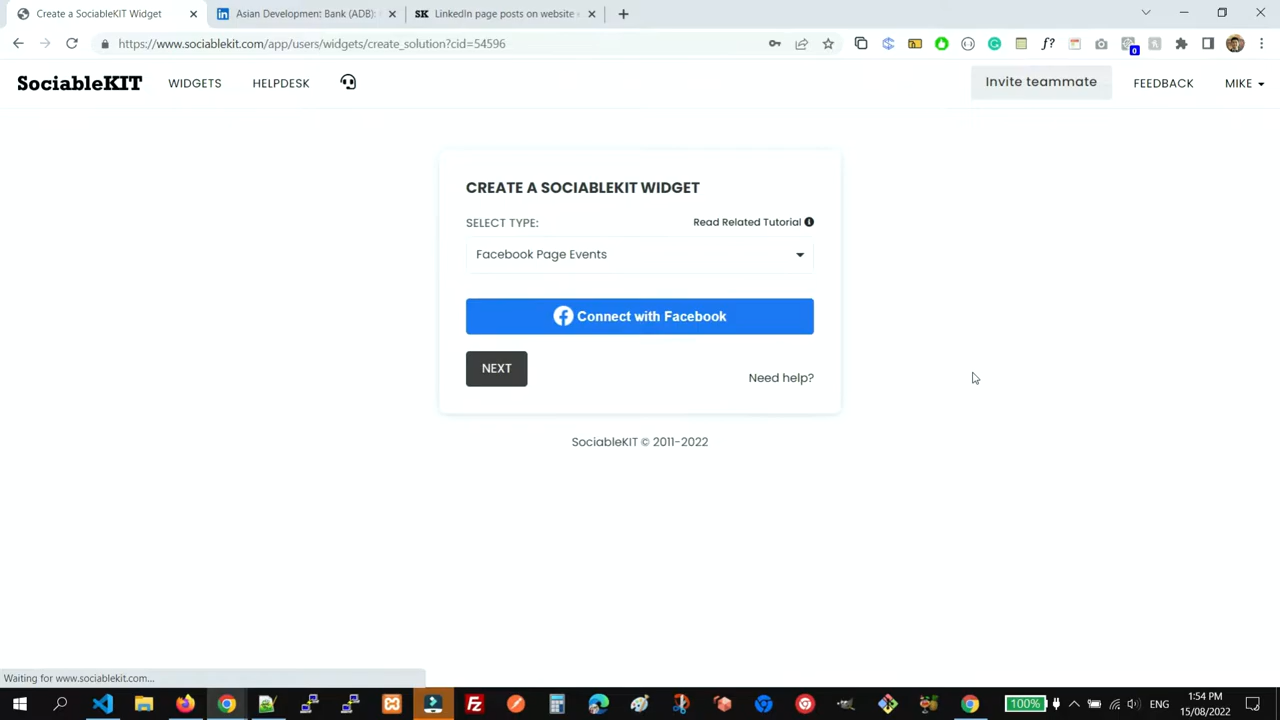 Create a SociableKIT Widget
Asian Development Bank (ADB):
SK LinkedIn page posts on website
https://www.sociablekit.com/app/users/widgets/create_solution?cid=54596
f?
0
SociableKIT WIDGETS HELPDESK Invite teammate FEEDBACK MIKE
CREATE A SOCIABLEKIT WIDGET
SELECT TYPE: Read Related Tutorial
Facebook Page Events
Connect with Facebook
NEXT
Need help?
SociableKIT © 2011-2022
Waiting for www.sociablekit.com...
100% ENG 1:54 PM
15/08/2022